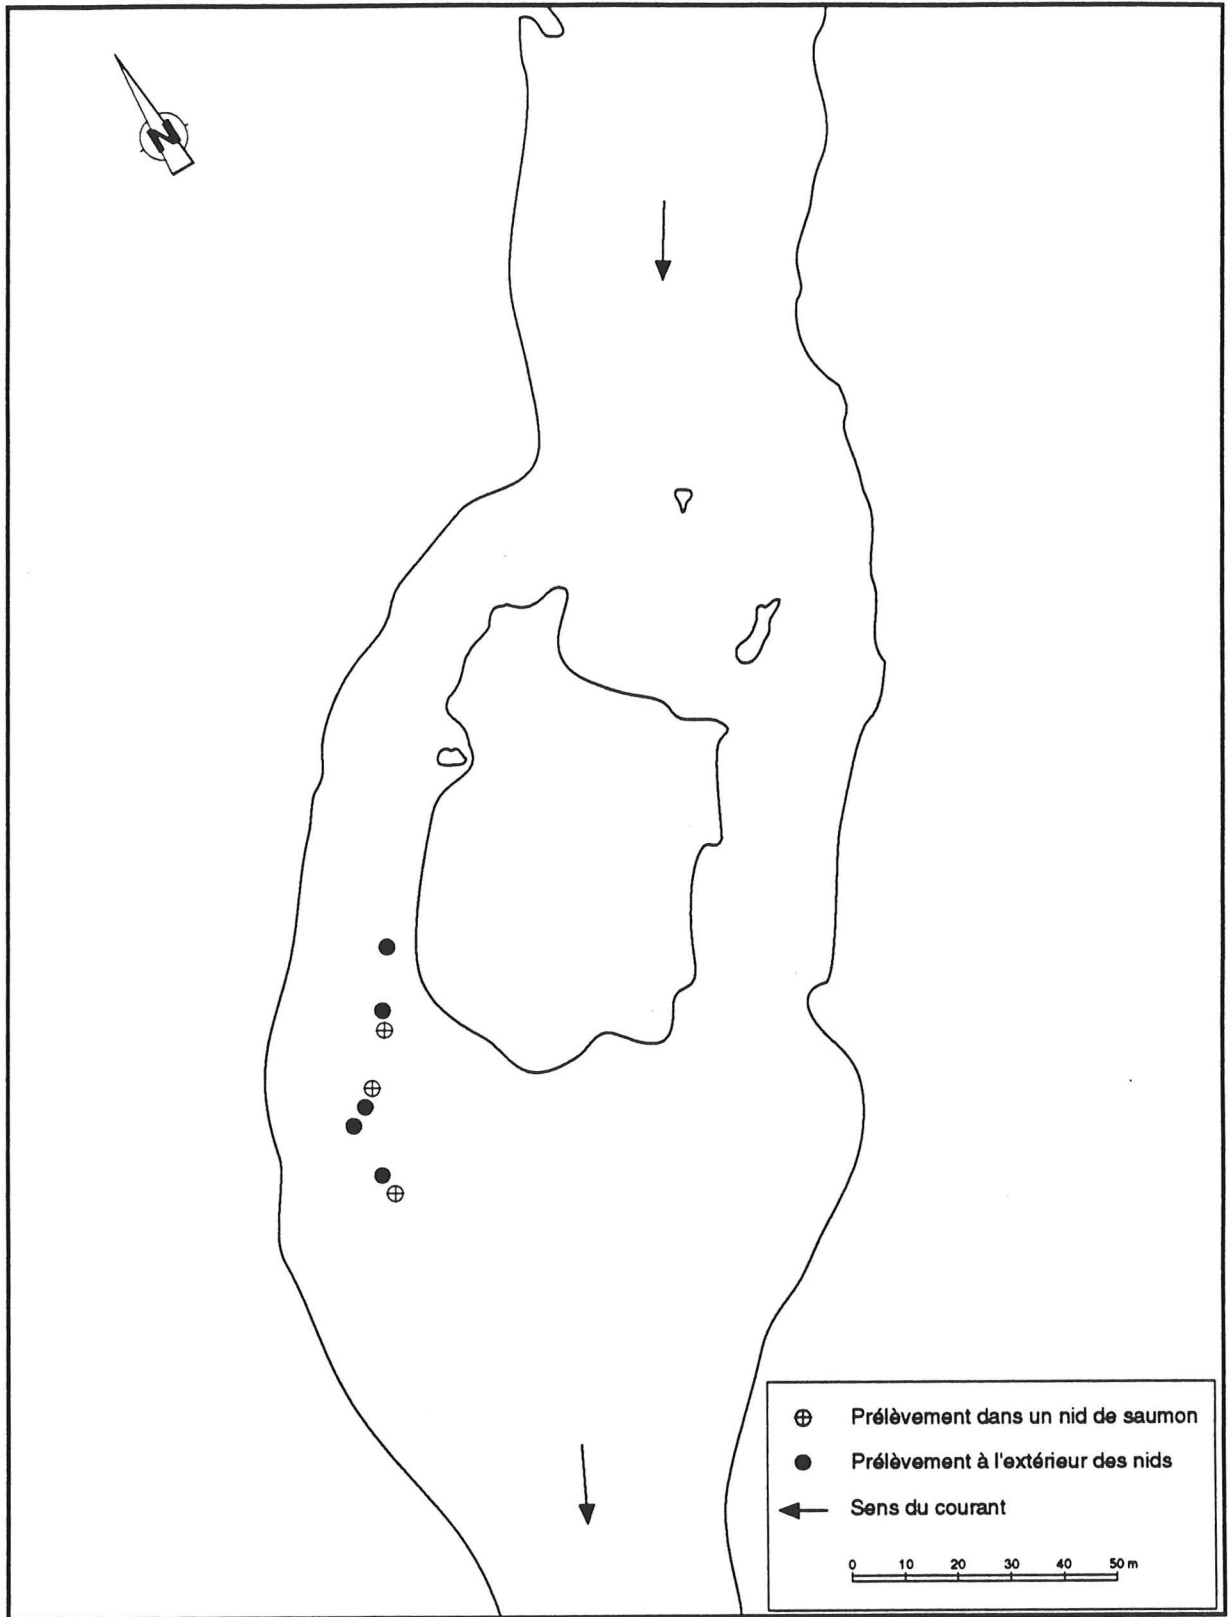 N
Prélèvement dans un nid de saumon
Prélèvement à l'extérieur des nids
Sens du courant
0 10 20 30 40 50 m